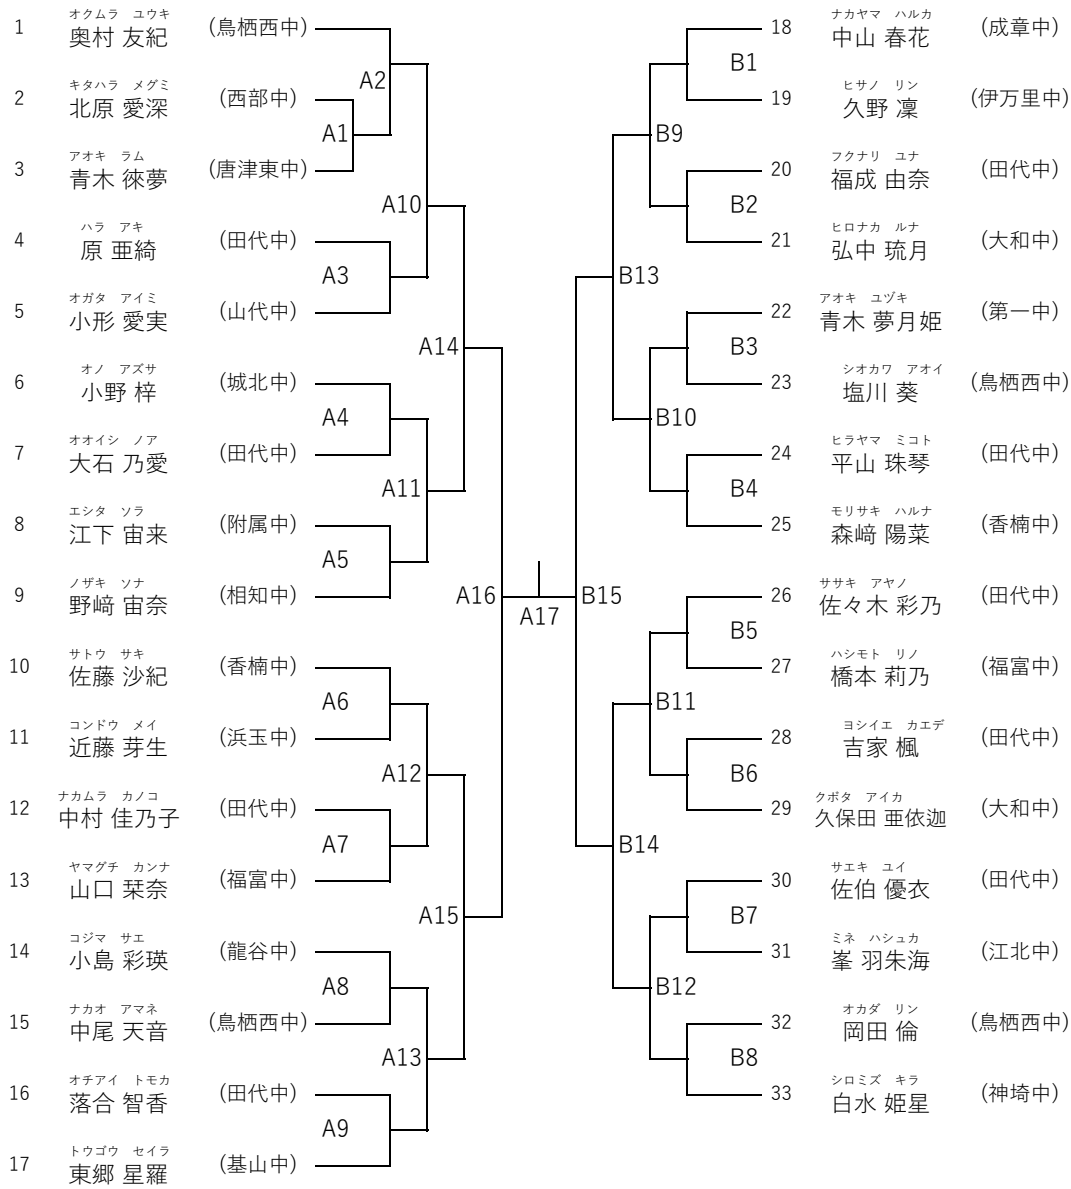 オクムラ ユウキ
1 奥村 友紀 (鳥栖西中)
キタハラ メグミ
2 北原 愛深 (西部中)
アオキ ラム
3 青木 徠夢 (唐津東中)
ハラ アキ
4 原 亜綺 (田代中)
オガタ アイミ
5 小形 愛実 (山代中)
オノ アズサ
6 小野 梓 (城北中)
オオイシ ノア
7 大石 乃愛 (田代中)
エシタ ソラ
8 江下 宙来 (附属中)
ノザキ ソナ
9 野﨑 宙奈 (相知中)
サトウ サキ
10 佐藤 沙紀 (香楠中)
コンドウ メイ
11 近藤 芽生 (浜玉中)
ナカムラ カノコ
12 中村 佳乃子 (田代中)
ヤマグチ カンナ
13 山口 栞奈 (福富中)
コジマ サエ
14 小島 彩瑛 (龍谷中)
ナカオ アマネ
15 中尾 天音 (鳥栖西中)
オチアイ トモカ
16 落合 智香 (田代中)
トウゴウ セイラ
17 東郷 星羅 (基山中)
A2
A1
A10
A3
A14
A4
A11
A5
A16
A6
A12
A7
A15
A8
A13
A9
A17
B15
B1
B9
B2
B13
B3
B10
B4
B5
B11
B6
B14
B7
B12
B8
ナカヤマ ハルカ
18 中山 春花 (成章中)
ヒサノ リン
19 久野 凜 (伊万里中)
フクナリ ユナ
20 福成 由奈 (田代中)
ヒロナカ ルナ
21 弘中 琉月 (大和中)
アオキ ユヅキ
22 青木 夢月姫 (第一中)
シオカワ アオイ
23 塩川 葵 (鳥栖西中)
ヒラヤマ ミコト
24 平山 珠琴 (田代中)
モリサキ ハルナ
25 森﨑 陽菜 (香楠中)
ササキ アヤノ
26 佐々木 彩乃 (田代中)
ハシモト リノ
27 橋本 莉乃 (福富中)
ヨシイエ カエデ
28 吉家 楓 (田代中)
クボタ アイカ
29 久保田 亜依迦 (大和中)
サエキ ユイ
30 佐伯 優衣 (田代中)
ミネ ハシュカ
31 峯 羽朱海 (江北中)
オカダ リン
32 岡田 倫 (鳥栖西中)
シロミズ キラ
33 白水 姫星 (神埼中)